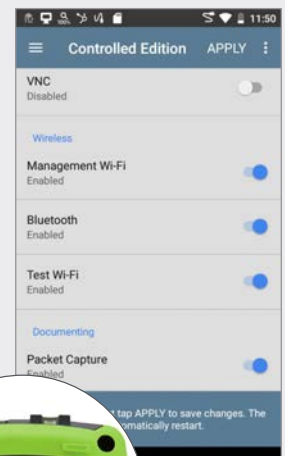 11:50
Controlled Edition APPLY
VNC
Disabled
Wireless
Management Wi-Fi
Enabled
Bluetooth
Enabled
Test Wi-Fi
Enabled
Documenting
Packet Capture
Enabled
tap APPLY to save changes. The
restart.